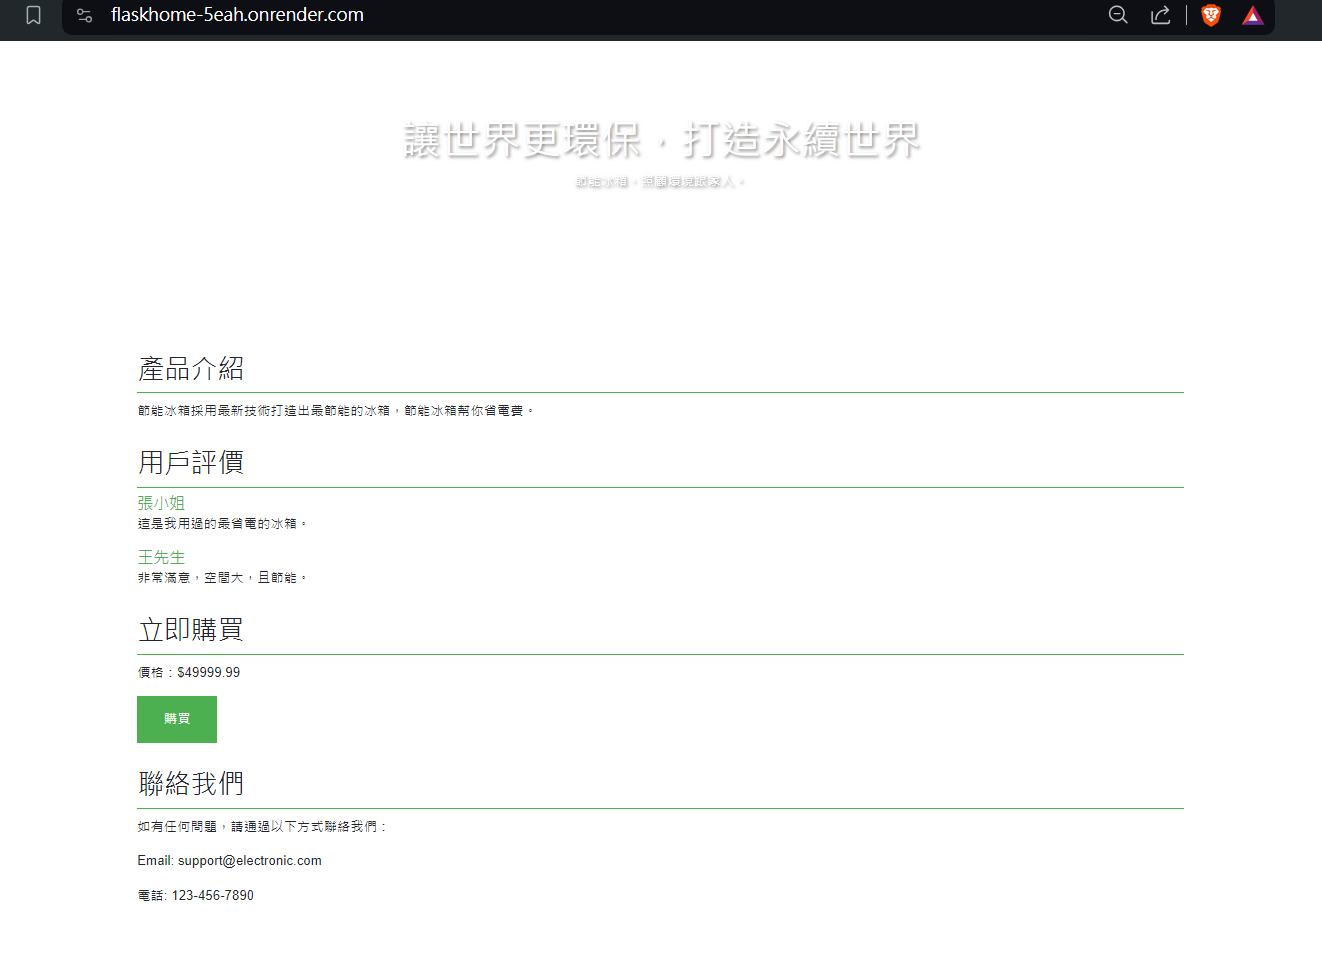 flaskhome-5eah.onrender.com
讓世界更環保，打造永續世界
節能冰箱，照顧環境跟家人。
產品介紹
節能冰箱採用最新技術打造出最節能的冰箱，節能冰箱幫你省電費。
用戶評價
張小姐
這是我用過的最省電的冰箱。
王先生
非常滿意，空間大，且節能。
立即購買
價格：$49999.99
購買
聯絡我們
如有任何問題，請通過以下方式聯絡我們：
Email: support@electronic.com
電話: 123-456-7890